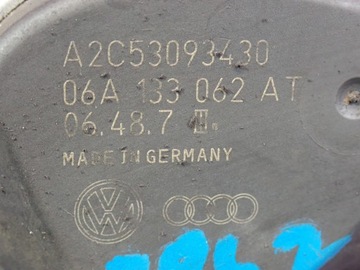 A2C53093430
06A 133 062 AT
06.48.7
MADE IN GERMANY